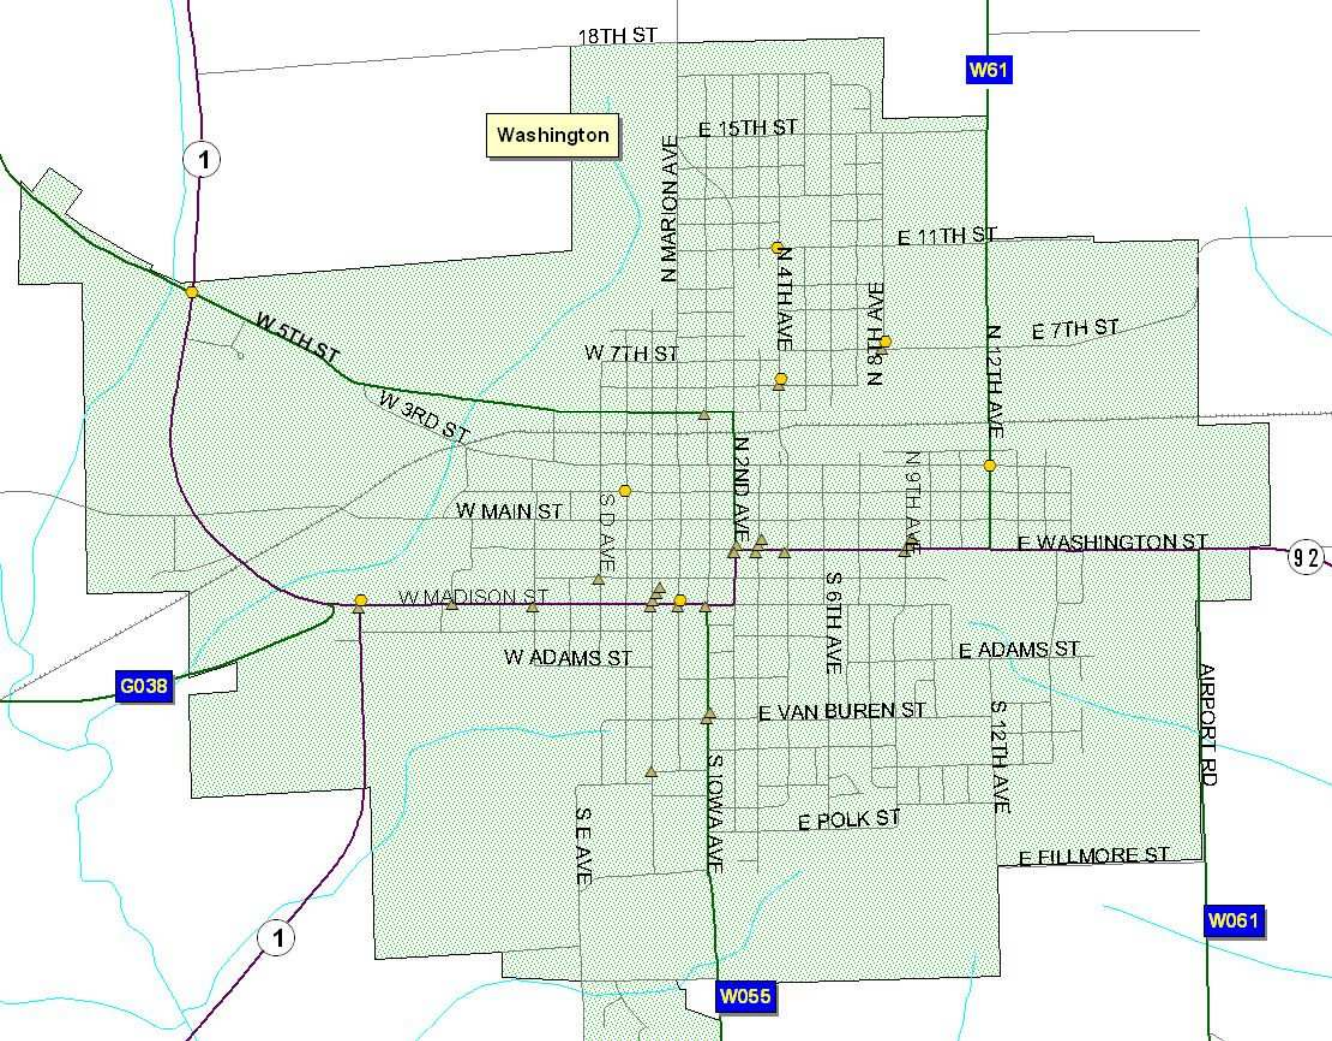 18TH ST
W61
Washington
E 15TH ST
1
N MARION AVE
E 11TH ST
N 4TH AVE
N 8TH AVE
W 5TH ST
E 7TH ST
N 12TH AVE
W 7TH ST
W 3RD ST
N 2ND AVE
N 9TH AVE
S D AVE
W MAIN ST
E WASHINGTON ST
92
W MADISON ST
S 6TH AVE
W ADAMS ST
E ADAMS ST
G038
AIRPORT RD
E VAN BUREN ST
S 12TH AVE
S IOWA AVE
S E AVE
E POLK ST
E FILLMORE ST
W061
1
W055